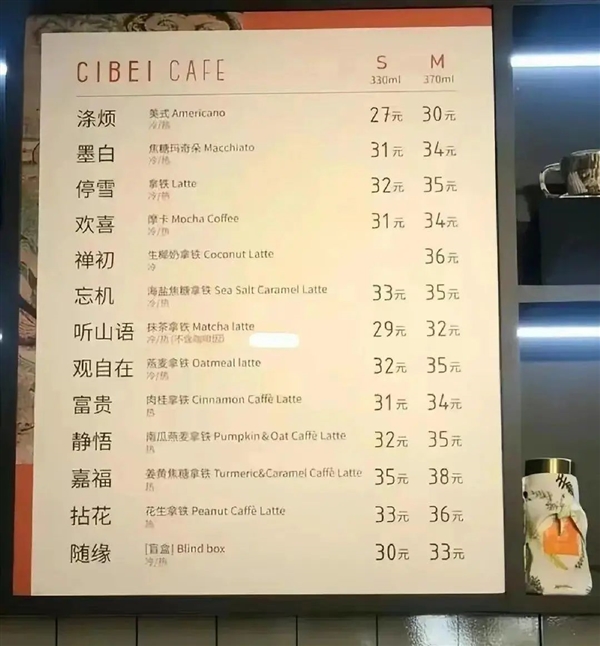 CIBEI CAFE S M
330ml 370ml
涤烦 美式 Americano 27元 30元
冷/热
墨白 焦糖玛奇朵 Macchiato 31元 34元
冷/热
停雪 拿铁 Latte 32元 35元
冷/热
欢喜 摩卡 Mocha Coffee 31元 34元
冷/热
禅初 生椰奶拿铁 Coconut Latte 36元
冷
忘机 海盐焦糖拿铁 Sea Salt Caramel Latte 33元 35元
冷/热
听山语 抹茶拿铁 Matcha latte 29元 32元
冷/热 (不含咖啡因)
观自在 燕麦拿铁 Oatmeal latte 32元 35元
冷/热
富贵 肉桂拿铁 Cinnamon Caffè Latte 31元 34元
热
静悟 南瓜燕麦拿铁 Pumpkin&Oat Caffè Latte 32元 35元
热
嘉福 姜黄焦糖拿铁 Turmeric&Caramel Caffè Latte 35元 38元
热
拈花 花生拿铁 Peanut Caffè Latte 33元 36元
热
随缘 [盲盒] Blind box 30元 33元
冷/热